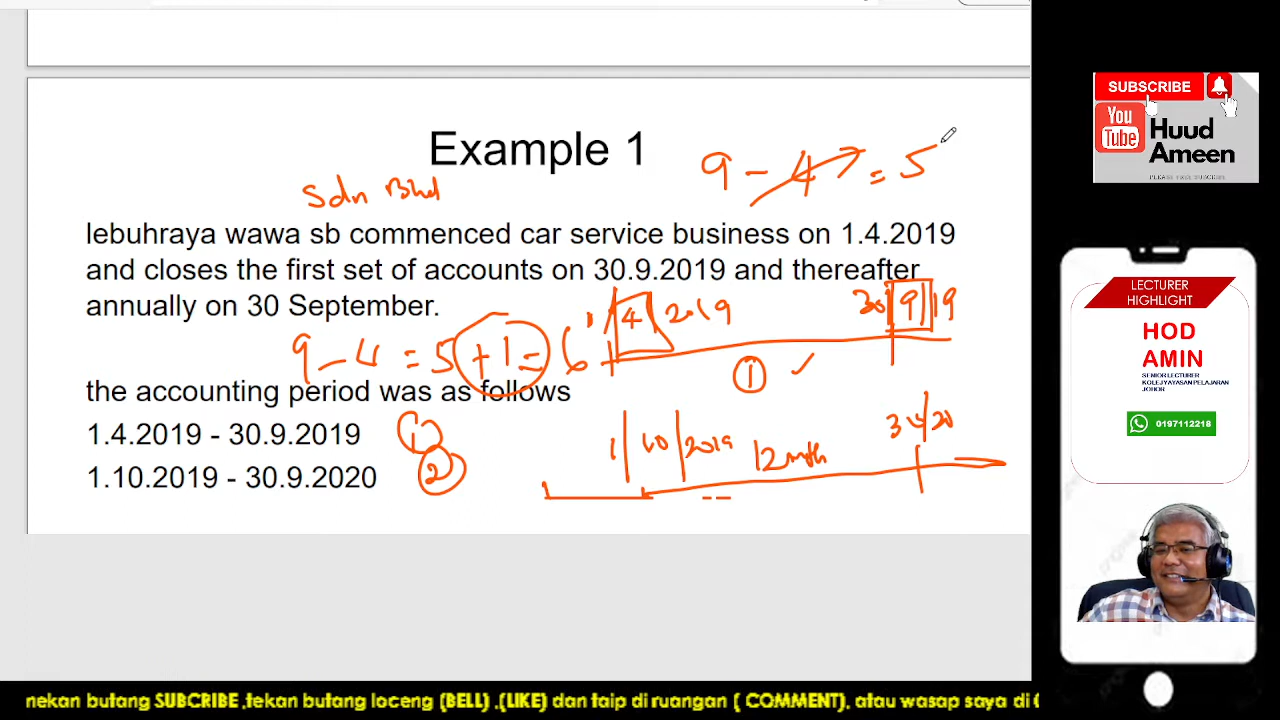 Example 1
9 - 4 = 5
Sdn Bhd
lebuhraya wawa sb commenced car service business on 1.4.2019
and closes the first set of accounts on 30.9.2019 and thereafter
annually on 30 September.
1 4 2019
30 9 19
9 - 4 = 5 + 1 = 6
1
the accounting period was as follows
1.4.2019 - 30.9.2019 1
1.10.2019 - 30.9.2020 2
1 10 2019 12 mth
20
SUBSCRIBE
You
Tube
Huud
Ameen
LECTURER
HIGHLIGHT
HOD
AMIN
SENIOR LECTURER
KOLEJ YAYASAN PELAJARAN
JOHOR
0197112218
nekan butang SUBCRIBE ,tekan butang loceng (BELL) ,(LIKE) dan taip di ruangan ( COMMENT), atau wasap saya di